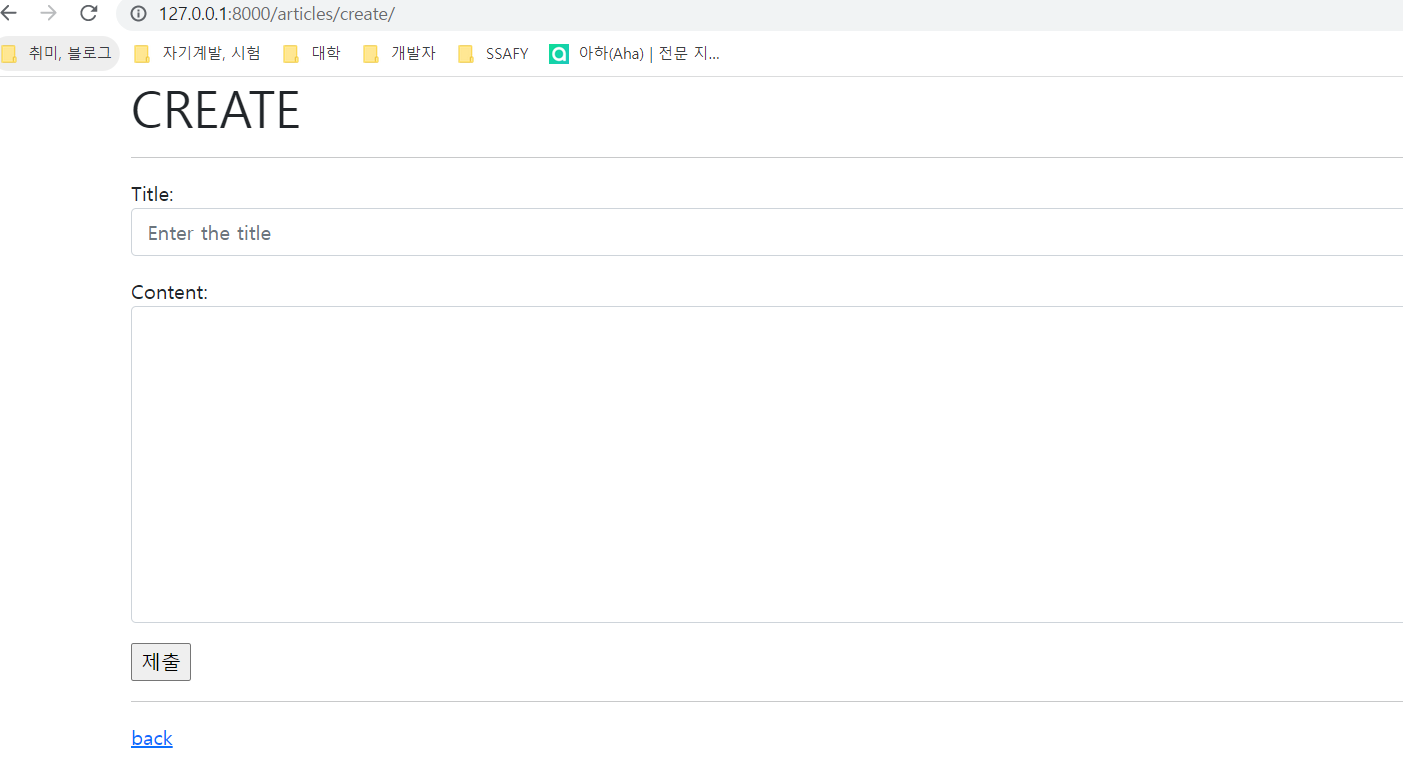 127.0.0.1:8000/articles/create/
취미, 블로그 자기계발, 시험 대학 개발자 SSAFY 아하(Aha) | 전문 지...
CREATE
Title:
Enter the title
Content:
제출
back